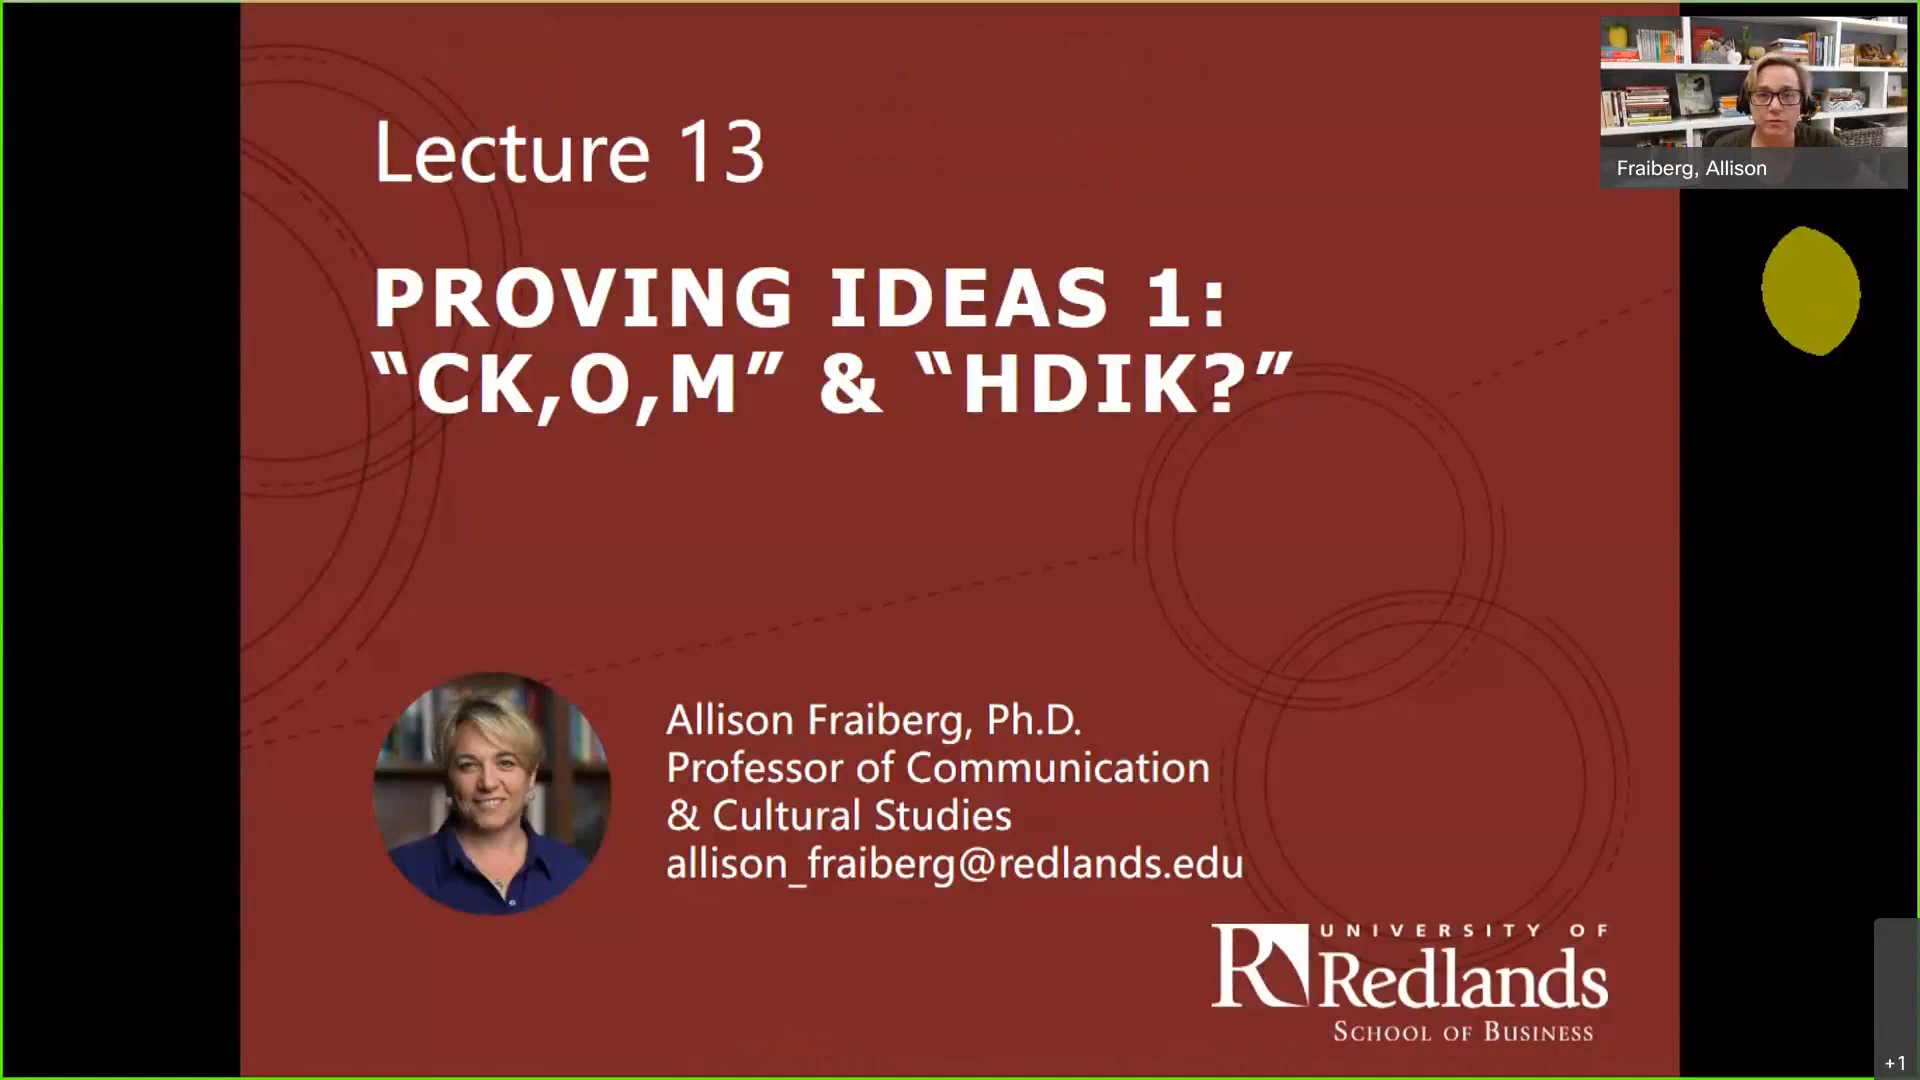 Lecture 13
PROVING IDEAS 1:
“CK,O,M” & “HDIK?”
Allison Fraiberg, Ph.D.
Professor of Communication
& Cultural Studies
allison_fraiberg@redlands.edu
R UNIVERSITY OF
Redlands
SCHOOL OF BUSINESS
Fraiberg, Allison
+1